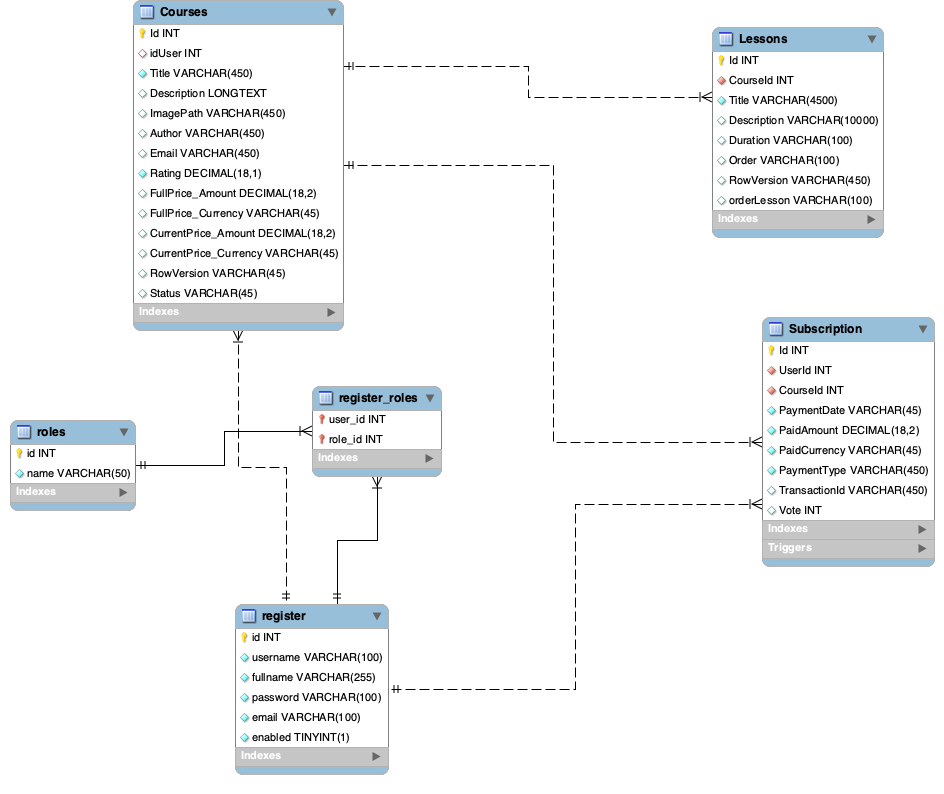 Courses
Id INT
idUser INT
Title VARCHAR(450)
Description LONGTEXT
ImagePath VARCHAR(450)
Author VARCHAR(450)
Email VARCHAR(450)
Rating DECIMAL(18,1)
FullPrice_Amount DECIMAL(18,2)
FullPrice_Currency VARCHAR(45)
CurrentPrice_Amount DECIMAL(18,2)
CurrentPrice_Currency VARCHAR(45)
RowVersion VARCHAR(45)
Status VARCHAR(45)
Indexes
Lessons
Id INT
CourseId INT
Title VARCHAR(4500)
Description VARCHAR(10000)
Duration VARCHAR(100)
Order VARCHAR(100)
RowVersion VARCHAR(450)
orderLesson VARCHAR(100)
Indexes
Subscription
Id INT
UserId INT
CourseId INT
PaymentDate VARCHAR(45)
PaidAmount DECIMAL(18,2)
PaidCurrency VARCHAR(45)
PaymentType VARCHAR(450)
TransactionId VARCHAR(450)
Vote INT
Indexes
Triggers
register_roles
user_id INT
role_id INT
Indexes
roles
id INT
name VARCHAR(50)
Indexes
register
id INT
username VARCHAR(100)
fullname VARCHAR(255)
password VARCHAR(100)
email VARCHAR(100)
enabled TINYINT(1)
Indexes